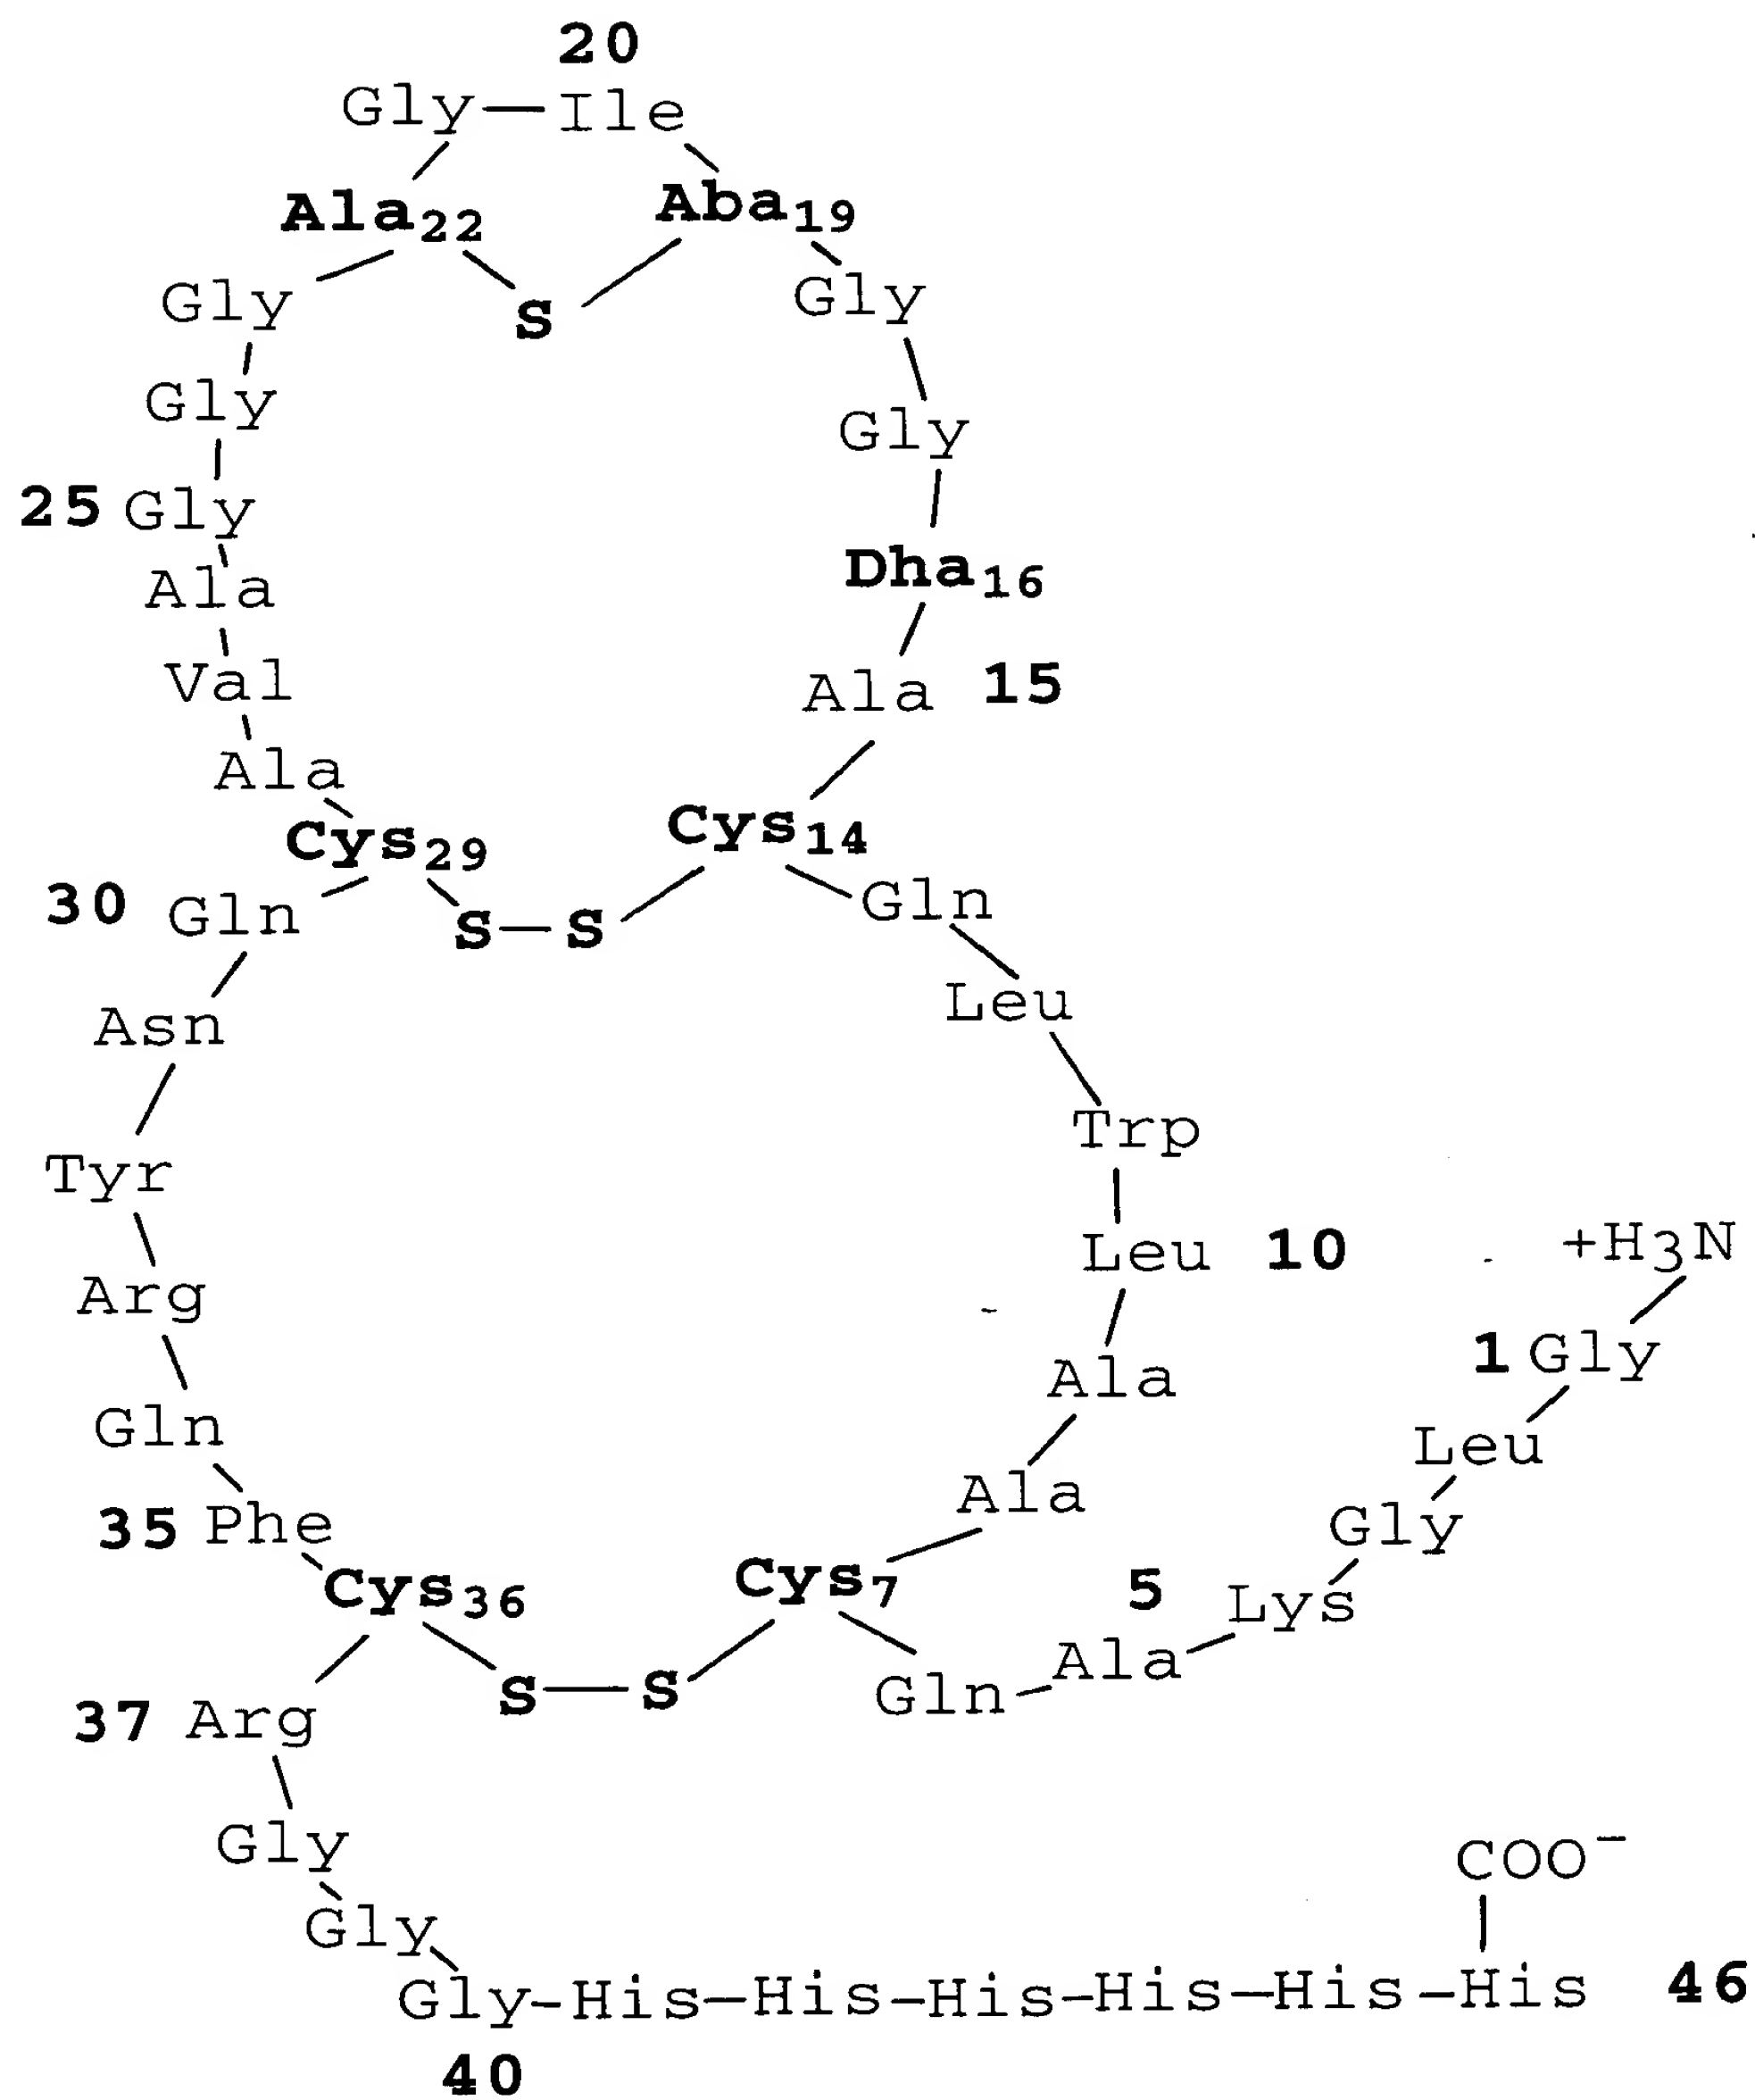 20
Gly Ile
Ala22 Aba19
Gly S Gly
Gly
Gly
25 Gly
Dha16
Ala
Val Ala 15
Ala
Cys29 Cys14
30 Gln S S Gln
Leu
Asn
Trp
Tyr
Leu 10 +H3N
Arg
1 Gly
Ala
Gln Leu
Ala
35 Phe Gly
Cys36 Cys7 5 Lys
Ala
37 Arg S S Gln
Gly
COO−
Gly
Gly His His His His His His 46
40